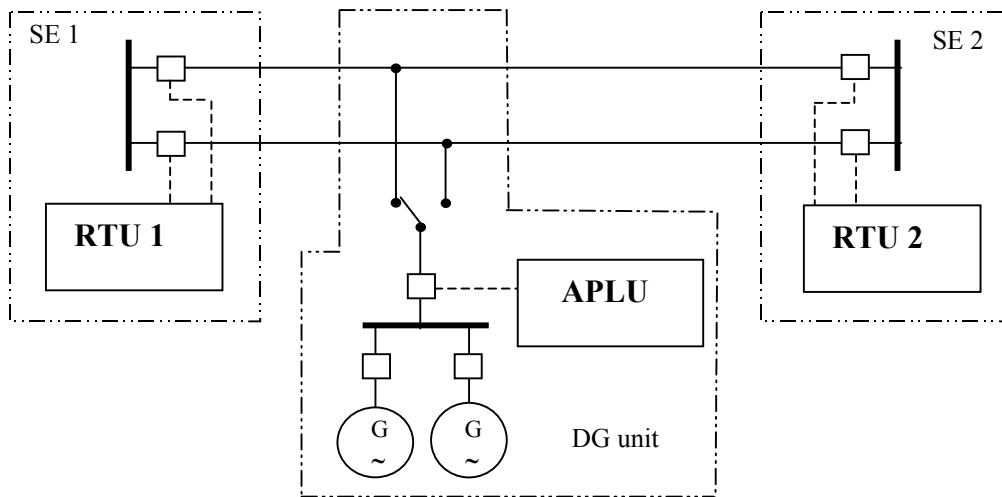 SE 1
SE 2
RTU 1
RTU 2
APLU
G
~
G
~
DG unit